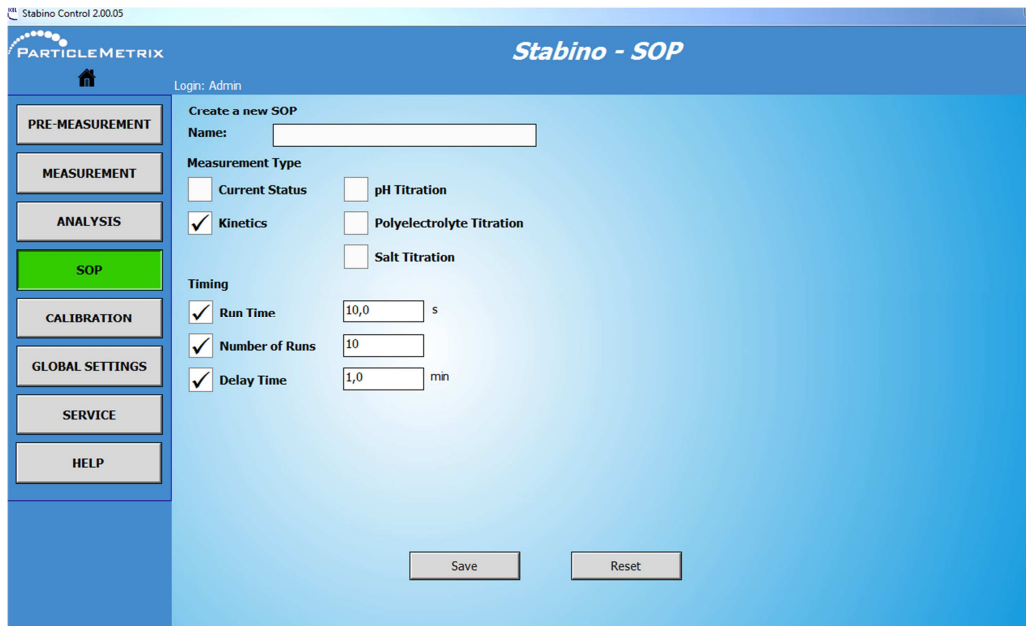 Stabino Control 2.00.05
PARTICLEMETRIX
Stabino - SOP
Login: Admin
PRE-MEASUREMENT
MEASUREMENT
ANALYSIS
SOP
CALIBRATION
GLOBAL SETTINGS
SERVICE
HELP
Create a new SOP
Name:
Measurement Type
Current Status pH Titration
Kinetics Polyelectrolyte Titration
Salt Titration
Timing
Run Time 10,0 s
Number of Runs 10
Delay Time 1,0 min
Save Reset